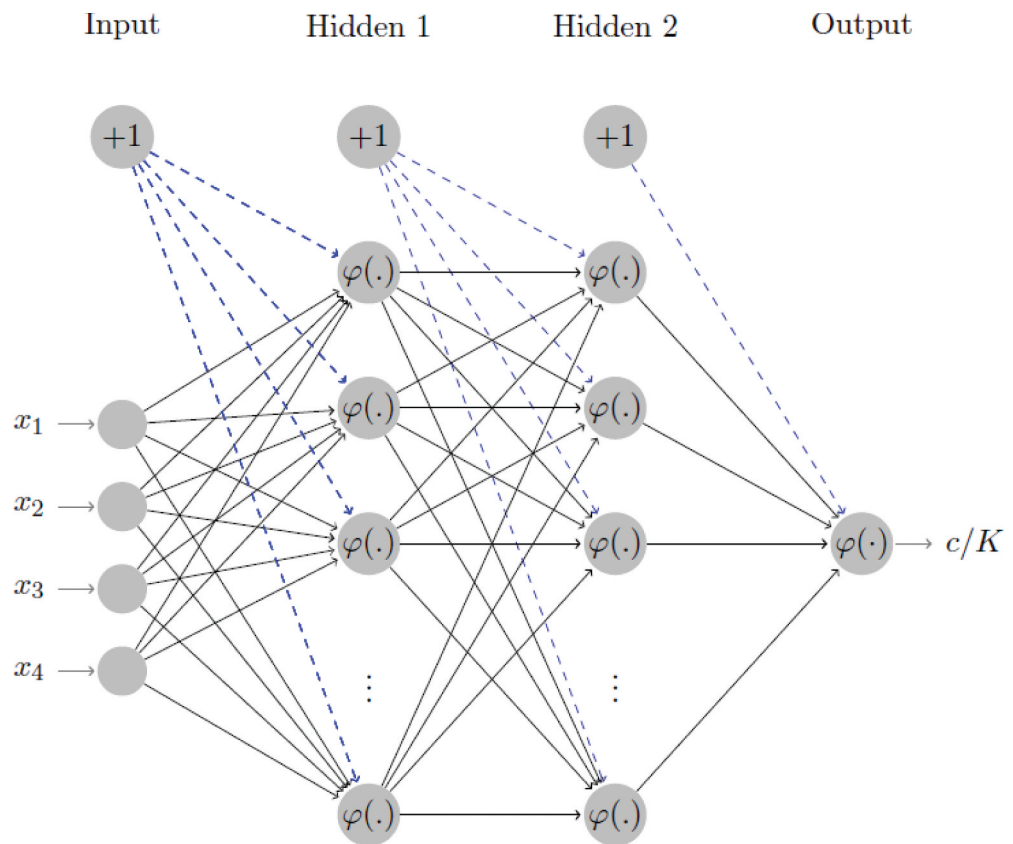 Input Hidden 1 Hidden 2 Output
+1 +1 +1
φ(.) φ(.)
φ(.) φ(.)
x₁
x₂
φ(.) φ(.) φ(·) c/K
x₃
x₄
⋮ ⋮
φ(.) φ(.)